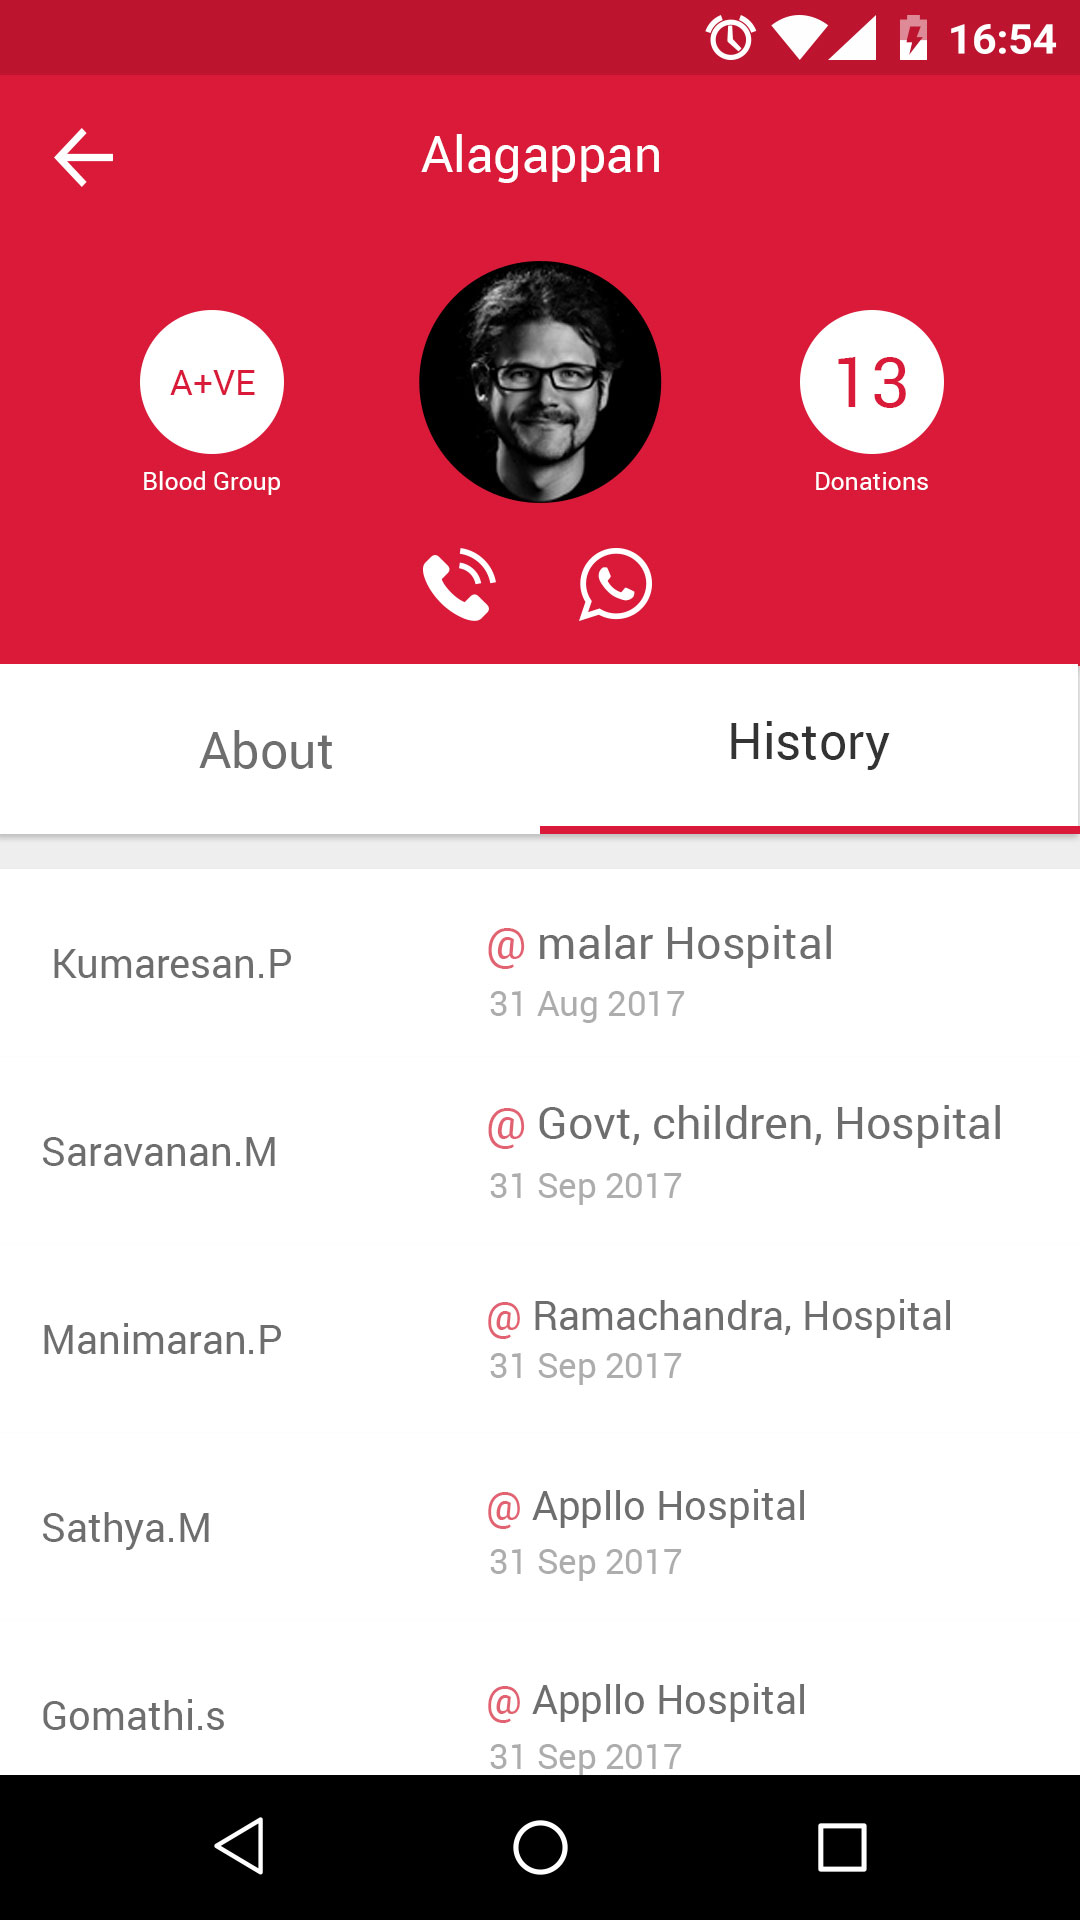 16:54
Alagappan
A+VE
13
Blood Group
Donations
About
History
Kumaresan.P
@ malar Hospital
31 Aug 2017
Saravanan.M
@ Govt, children, Hospital
31 Sep 2017
Manimaran.P
@ Ramachandra, Hospital
31 Sep 2017
Sathya.M
@ Appllo Hospital
31 Sep 2017
Gomathi.s
@ Appllo Hospital
31 Sep 2017